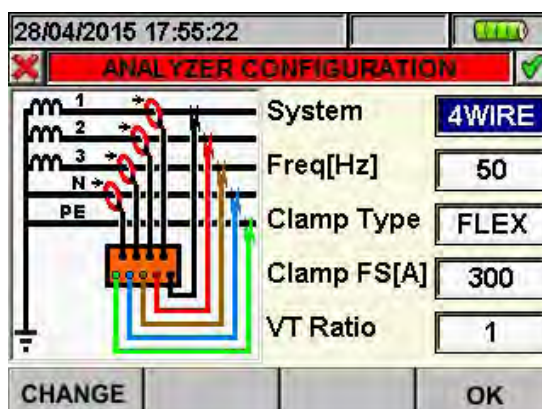 28/04/2015 17:55:22
ANALYZER CONFIGURATION
1
2
3
N
PE
System 4WIRE
Freq[Hz] 50
Clamp Type FLEX
Clamp FS[A] 300
VT Ratio 1
CHANGE OK